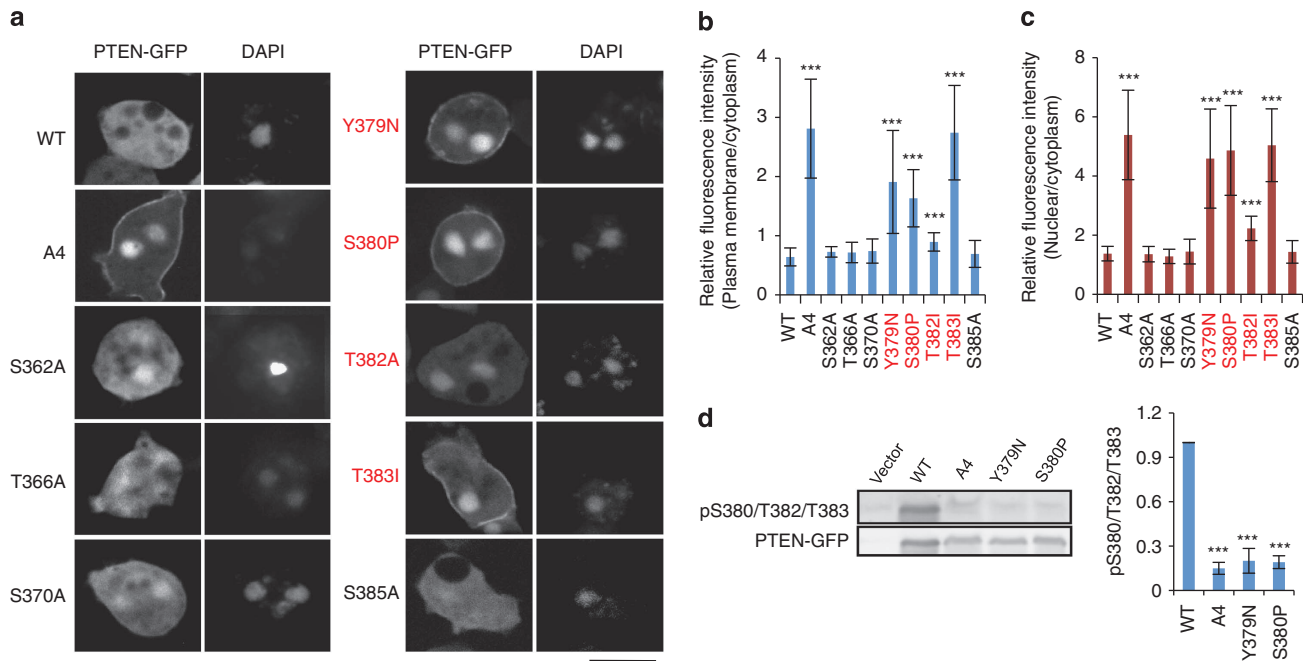 a
PTEN-GFP DAPI
WT
A4
S362A
T366A
S370A
PTEN-GFP DAPI
Y379N
S380P
T382A
T383I
S385A
b
Relative fluorescence intensity
(Plasma membrane/cytoplasm)
4
3
2
1
0
*** *** *** *** ***
WT A4 S362A T366A S370A Y379N S380P T382I T383I S385A
c
Relative fluorescence intensity
(Nuclear/cytoplasm)
8
6
4
2
0
*** *** *** *** ***
WT A4 S362A T366A S370A Y379N S380P T382I T383I S385A
d
Vector WT A4 Y379N S380P
pS380/T382/T383
PTEN-GFP
pS380/T382/T383
1.2
0.9
0.6
0.3
0
*** *** ***
WT A4 Y379N S380P